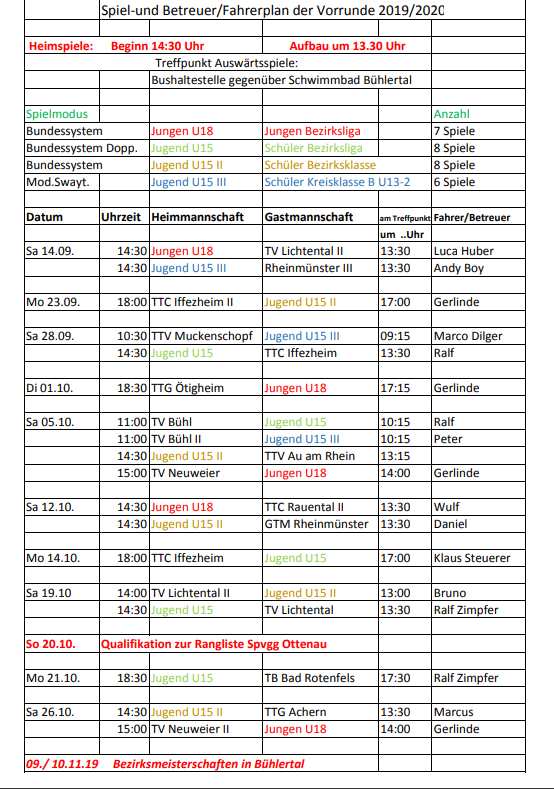 Spiel-und Betreuer/Fahrerplan der Vorrunde 2019/2020
Heimspiele: Beginn 14:30 Uhr Aufbau um 13.30 Uhr
Treffpunkt Auswärtsspiele:
Bushaltestelle gegenüber Schwimmbad Bühlertal
Spielmodus Anzahl
Bundessystem Jungen U18 Jungen Bezirksliga 7 Spiele
Bundessystem Dopp. Jugend U15 Schüler Bezirksliga 8 Spiele
Bundessystem Jugend U15 II Schüler Bezirksklasse 8 Spiele
Mod.Swayt. Jugend U15 III Schüler Kreisklasse B U13-2 6 Spiele
Datum Uhrzeit Heimmannschaft Gastmannschaft am Treffpunkt Fahrer/Betreuer
um ..Uhr
Sa 14.09. 14:30 Jungen U18 TV Lichtental II 13:30 Luca Huber
14:30 Jugend U15 III Rheinmünster III 13:30 Andy Boy
Mo 23.09. 18:00 TTC Iffezheim II Jugend U15 II 17:00 Gerlinde
Sa 28.09. 10:30 TTV Muckenschopf Jugend U15 III 09:15 Marco Dilger
14:30 Jugend U15 TTC Iffezheim 13:30 Ralf
Di 01.10. 18:30 TTG Ötigheim Jungen U18 17:15 Gerlinde
Sa 05.10. 11:00 TV Bühl Jugend U15 10:15 Ralf
11:00 TV Bühl II Jugend U15 III 10:15 Peter
14:30 Jugend U15 II TTV Au am Rhein 13:15
15:00 TV Neuweier Jungen U18 14:00 Gerlinde
Sa 12.10. 14:30 Jungen U18 TTC Rauental II 13:30 Wulf
14:30 Jugend U15 II GTM Rheinmünster 13:30 Daniel
Mo 14.10. 18:00 TTC Iffezheim Jugend U15 17:00 Klaus Steuerer
Sa 19.10 14:00 TV Lichtental II Jugend U15 II 13:00 Bruno
14:30 Jugend U15 TV Lichtental 13:30 Ralf Zimpfer
So 20.10. Qualifikation zur Rangliste Spvgg Ottenau
Mo 21.10. 18:30 Jugend U15 TB Bad Rotenfels 17:30 Ralf Zimpfer
Sa 26.10. 14:30 Jugend U15 II TTG Achern 13:30 Marcus
15:00 TV Neuweier II Jungen U18 14:00 Gerlinde
09./ 10.11.19 Bezirksmeisterschaften in Bühlertal